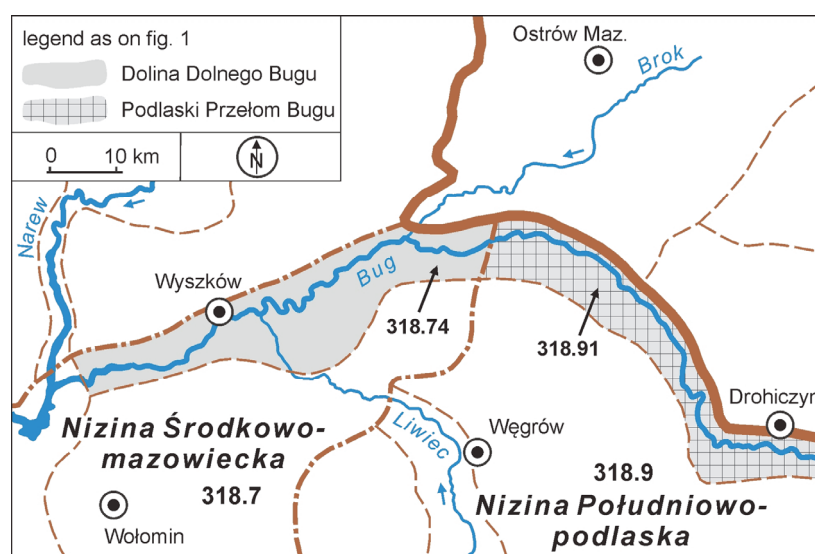 legend as on fig. 1
Dolina Dolnego Bugu
Podlaski Przełom Bugu
0 10 km
N
Ostrów Maz.
Brok
Narew
Wyszków
Bug
318.74
318.91
Drohiczyn
Liwiec
Węgrów
Nizina Środkowo-
mazowiecka
318.7
318.9
Nizina Południowo-
podlaska
Wołomin